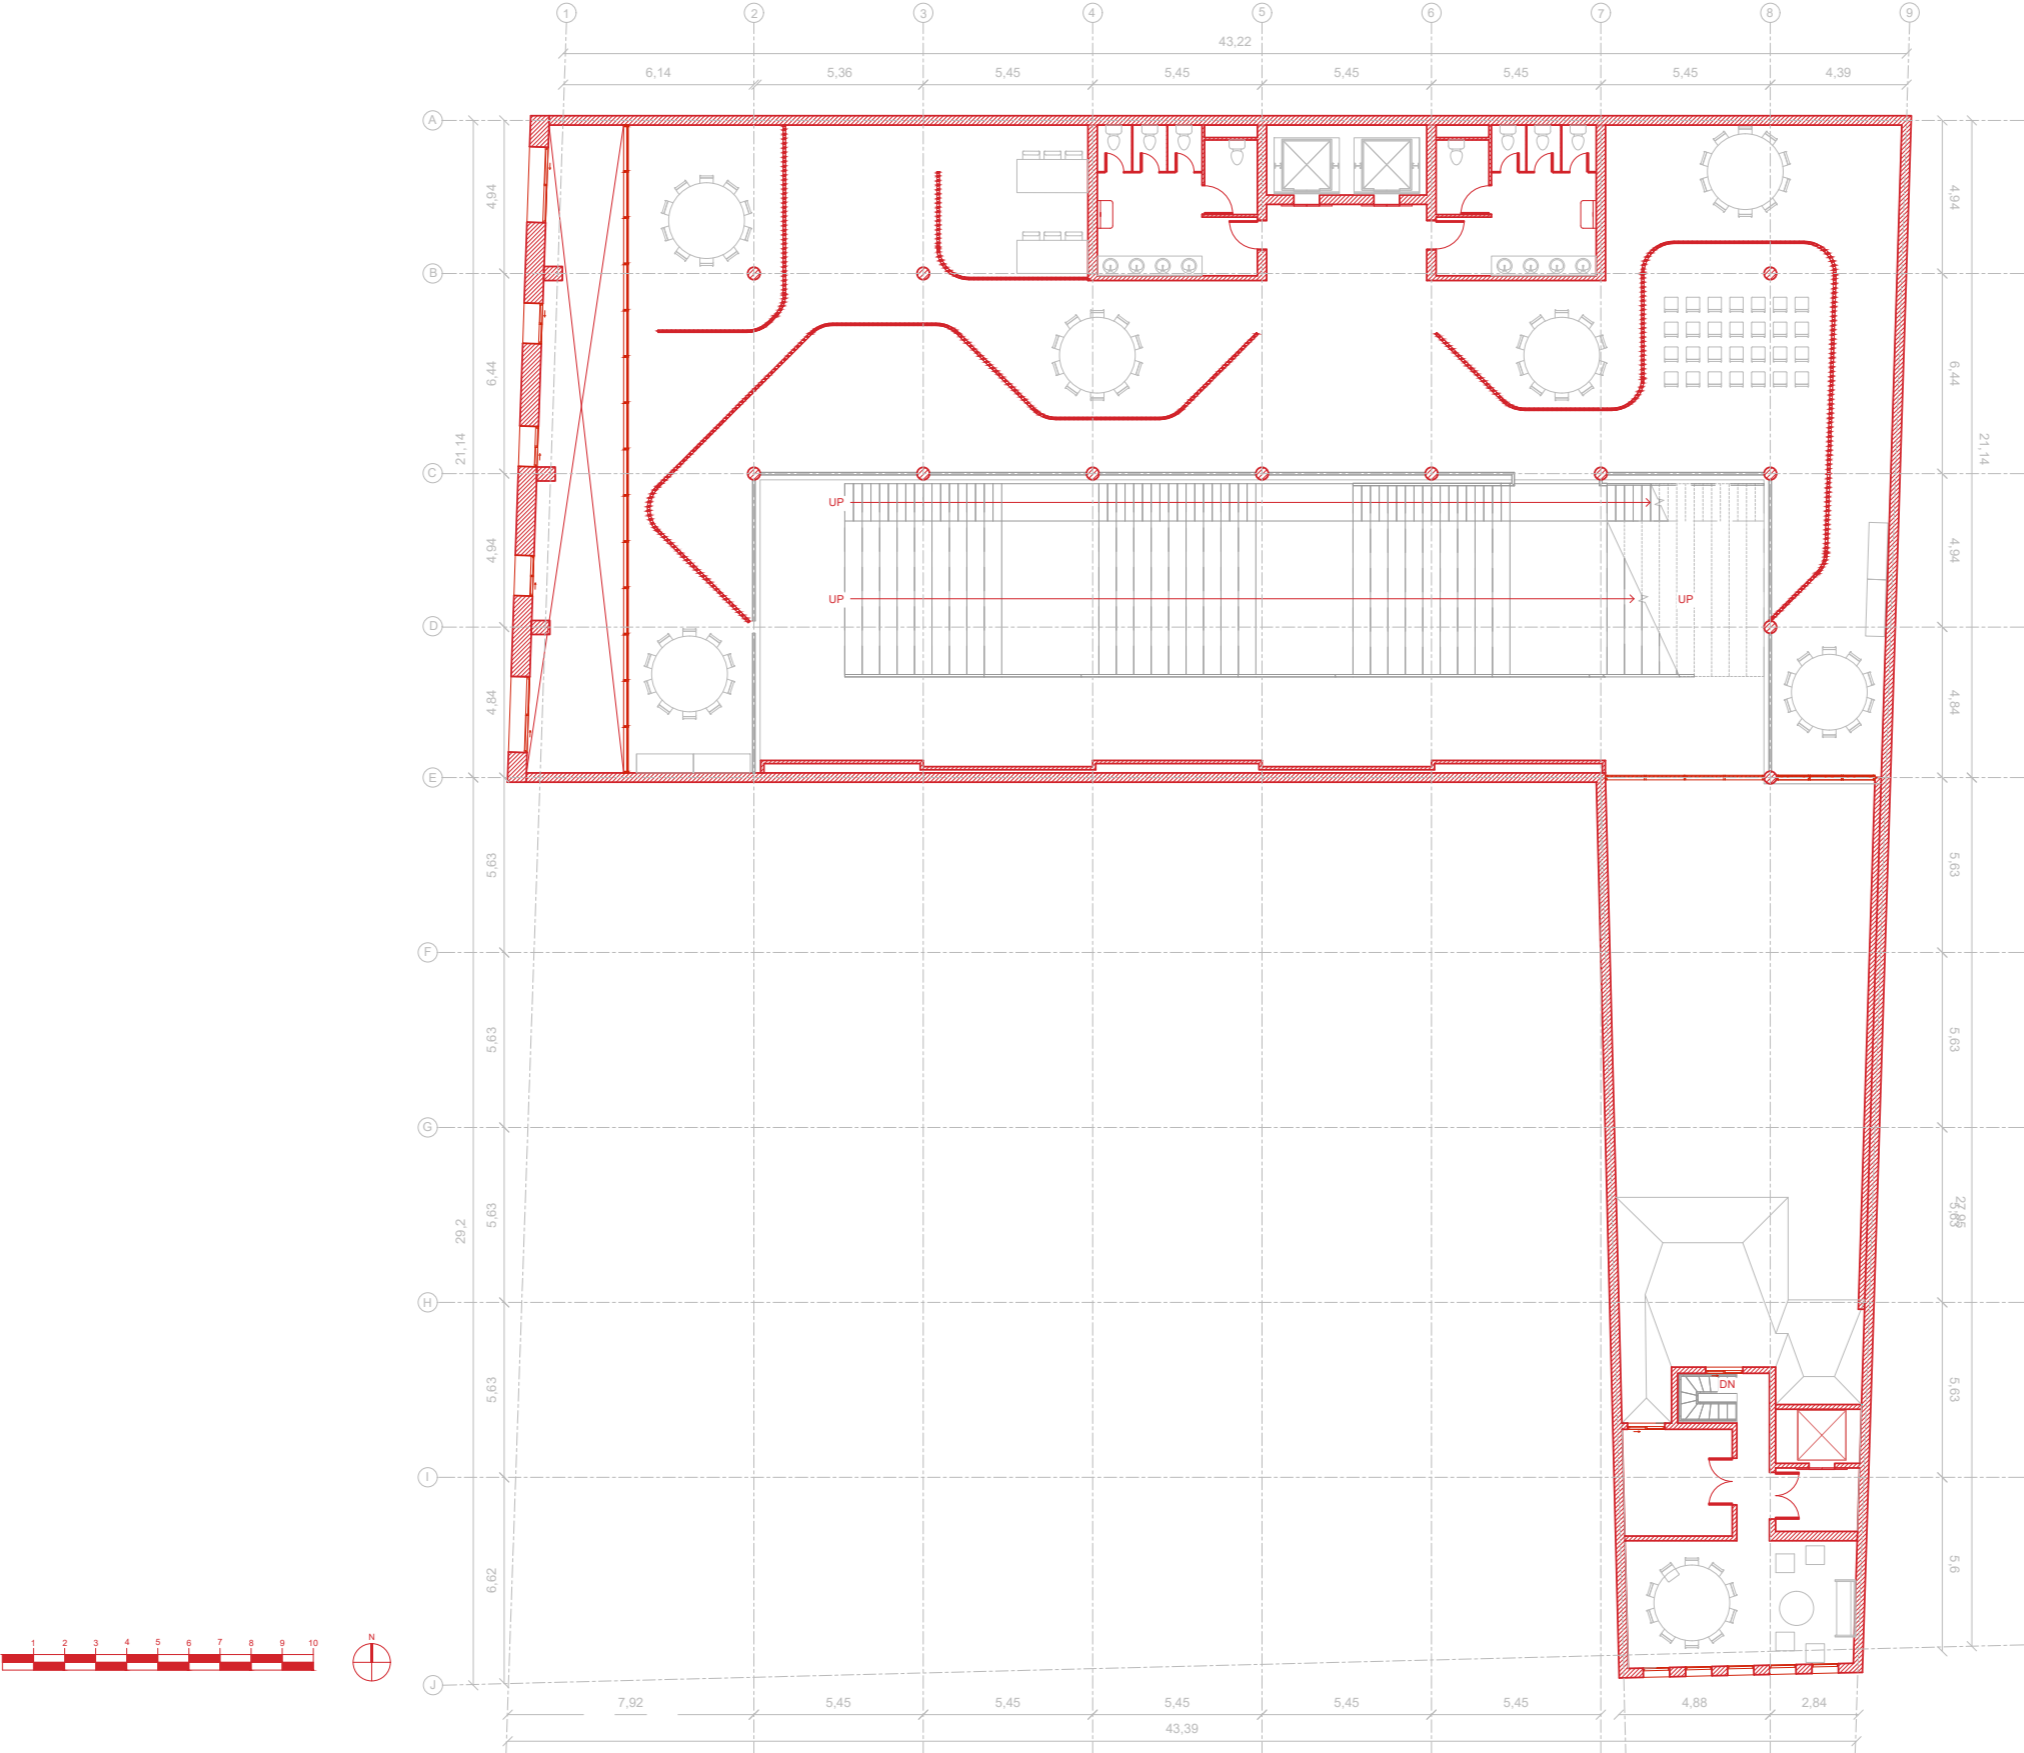 1 2 3 4 5 6 7 8 9
43,22
6,14 5,36 5,45 5,45 5,45 5,45 5,45 4,39
A
4,94 4,94
B
6,44 6,44
21,14 21,14
C
UP
4,94 4,94
UP UP
D
4,84 4,84
E
5,63 5,63
F
5,63 5,63
G
5,63
29,2
H
DN
5,63 5,63
I
6,62 5,6
1 2 3 4 5 6 7 8 9 10
N
J
7,92 5,45 5,45 5,45 5,45 5,45 4,88 2,84
43,39